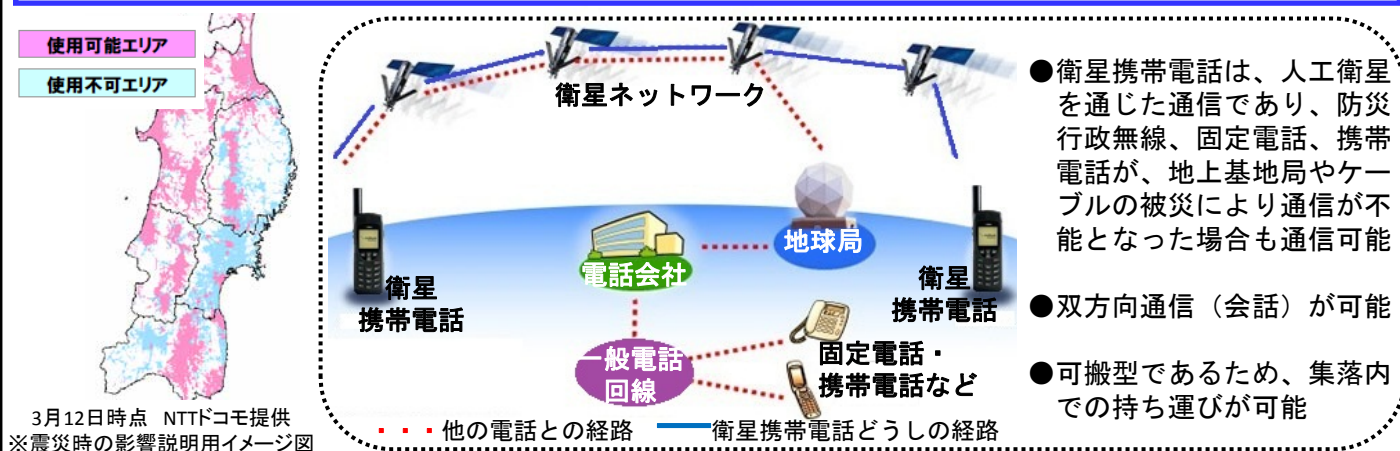 使用可能エリア
使用不可エリア
3月12日時点　NTTドコモ提供
※震災時の影響説明用イメージ図
衛星ネットワーク
地球局
電話会社
衛星
携帯電話
衛星
携帯電話
一般電話
回線
固定電話・
携帯電話など
・・・他の電話との経路
衛星携帯電話どうしの経路
●衛星携帯電話は、人工衛星
を通じた通信であり、防災
行政無線、固定電話、携帯
電話が、地上基地局やケー
ブルの被災により通信が不
能となった場合も通信可能
●双方向通信（会話）が可能
●可搬型であるため、集落内
での持ち運びが可能